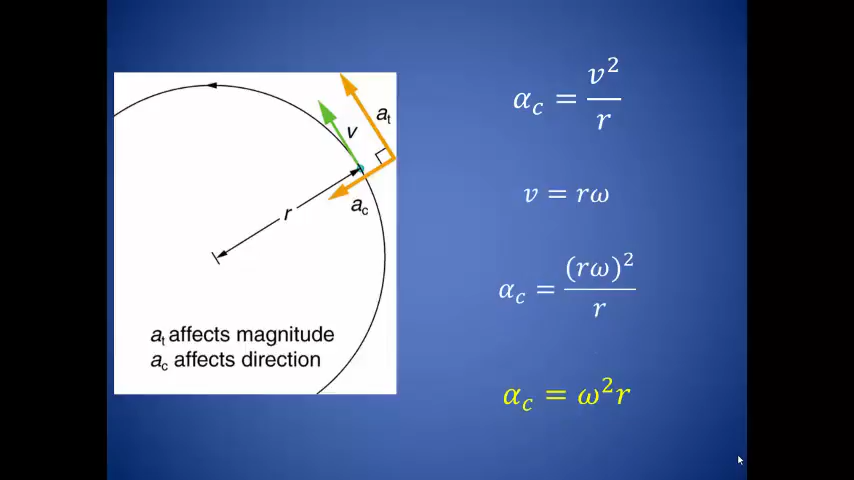 a_t
v
a_c
r
a_t affects magnitude
a_c affects direction
α_c = v²/r
v = rω
α_c = (rω)²/r
α_c = ω²r